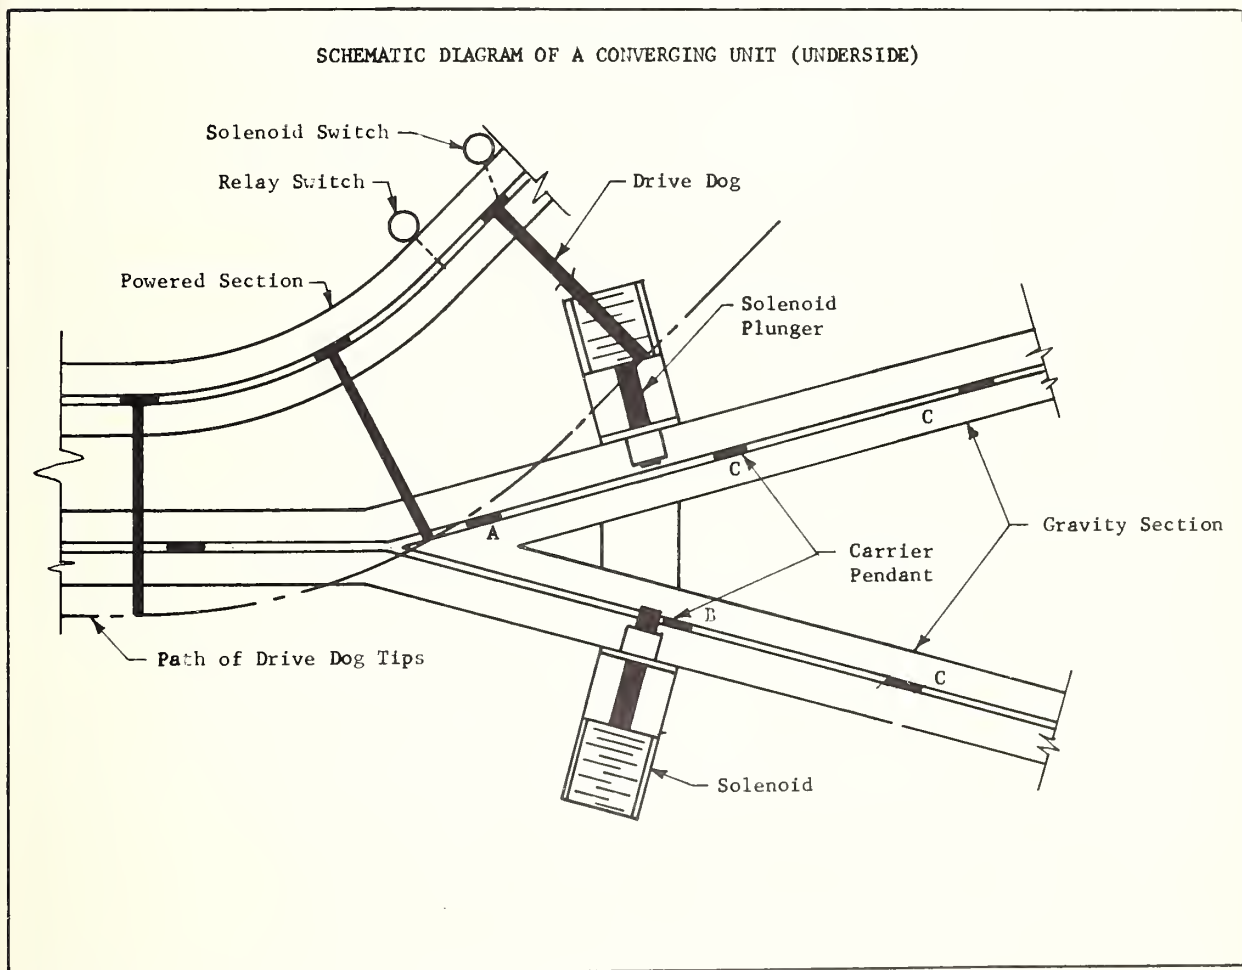 SCHEMATIC DIAGRAM OF A CONVERGING UNIT (UNDERSIDE)
Solenoid Switch
Relay Switch
Drive Dog
Powered Section
Solenoid
Plunger
C
C
A
Gravity Section
Carrier
Pendant
B
Path of Drive Dog Tips
C
Solenoid